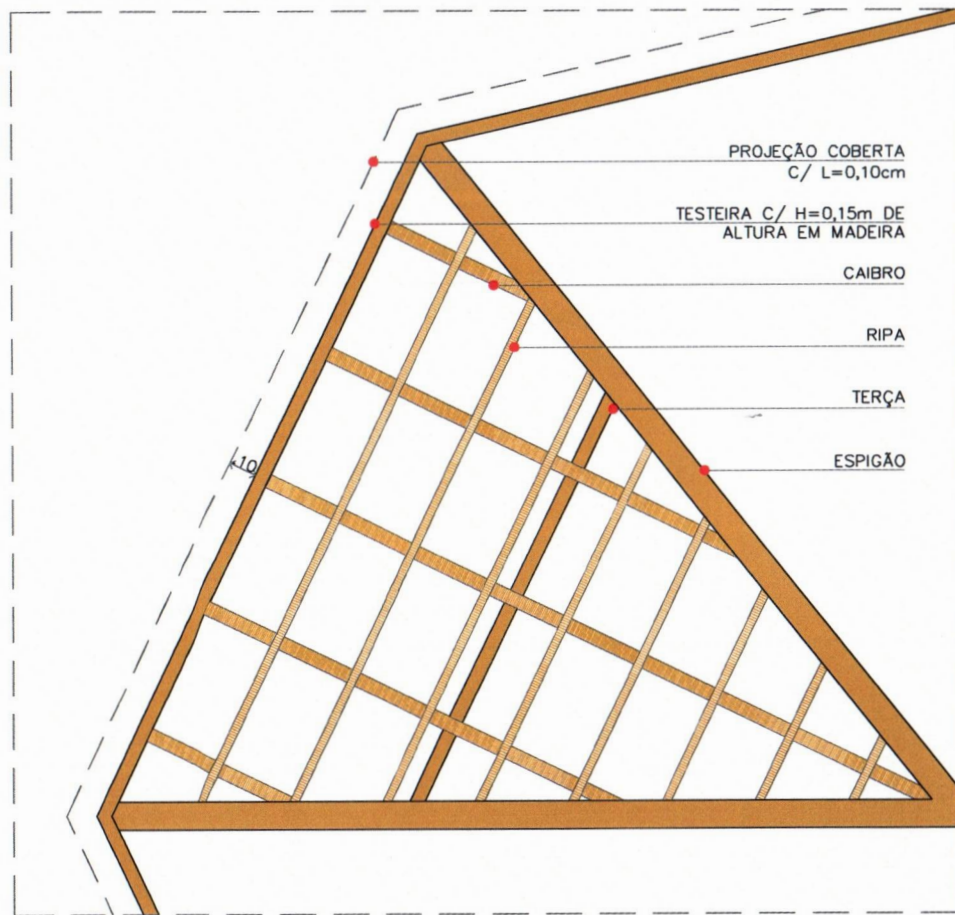 PROJEÇÃO COBERTA
C/ L=0,10cm
TESTEIRA C/ H=0,15m DE
ALTURA EM MADEIRA
CAIBRO
RIPA
TERÇA
ESPIGÃO
10